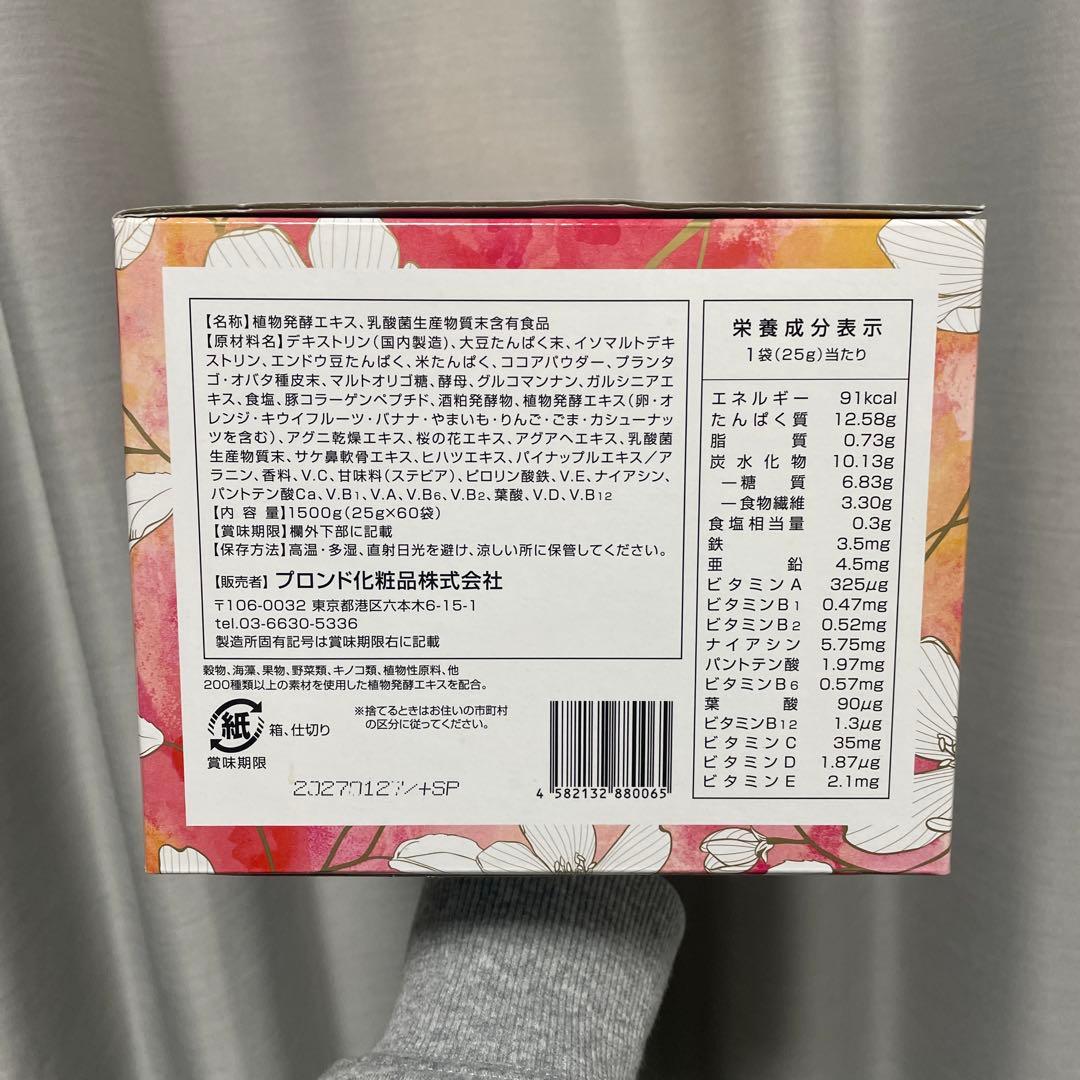 【名称】植物発酵エキス、乳酸菌生産物質末含有食品
【原材料名】デキストリン(国内製造)、大豆たんぱく末、イソマルトデキ
ストリン、エンドウ豆たんぱく、米たんぱく、ココアパウダー、プランタ
ゴ・オバタ種皮末、マルトオリゴ糖、酵母、グルコマンナン、ガルシニアエ
キス、食塩、豚コラーゲンペプチド、酒粕発酵物、植物発酵エキス(卵・オ
レンジ・キウイフルーツ・バナナ・やまいも・りんご・ごま・カシューナッ
ツを含む)、アグニ乾燥エキス、桜の花エキス、アグアヘエキス、乳酸菌
生産物質末、サケ鼻軟骨エキス、ヒハツエキス、パイナップルエキス／ア
ラニン、香料、V.C、甘味料(ステビア)、ピロリン酸鉄、V.E、ナイアシン、
パントテン酸Ca、V.B1、V.A、V.B6、V.B2、葉酸、V.D、V.B12
【内 容 量】1500g(25g×60袋)
【賞味期限】欄外下部に記載
【保存方法】高温・多湿、直射日光を避け、涼しい所に保管してください。
【販売者】プロンド化粧品株式会社
〒106-0032 東京都港区六本木6-15-1
tel.03-6630-5336
製造所固有記号は賞味期限右に記載
穀物、海藻、果物、野菜類、キノコ類、植物性原料、他
200種類以上の素材を使用した植物発酵エキスを配合。
紙
箱、仕切り
※捨てるときはお住いの市町村
の区分に従ってください。
賞味期限
/+SP
4 582132 880065
栄養成分表示
1袋(25g)当たり
エネルギー 91kcal
たんぱく質 12.58g
脂 質 0.73g
炭水化物 10.13g
―糖 質 6.83g
―食物繊維 3.30g
食塩相当量 0.3g
鉄 3.5mg
亜 鉛 4.5mg
ビタミンA 325μg
ビタミンB1 0.47mg
ビタミンB2 0.52mg
ナイアシン 5.75mg
パントテン酸 1.97mg
ビタミンB6 0.57mg
葉 酸 90μg
ビタミンB12 1.3μg
ビタミンC 35mg
ビタミンD 1.87μg
ビタミンE 2.1mg